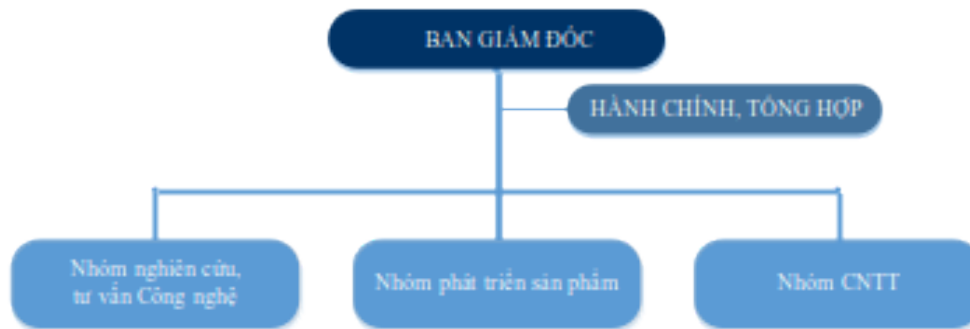 BAN GIÁM ĐỐC
HÀNH CHÍNH, TỔNG HỢP
Nhóm nghiên cứu,
tư vấn Công nghệ
Nhóm phát triển sản phẩm
Nhóm CNTT